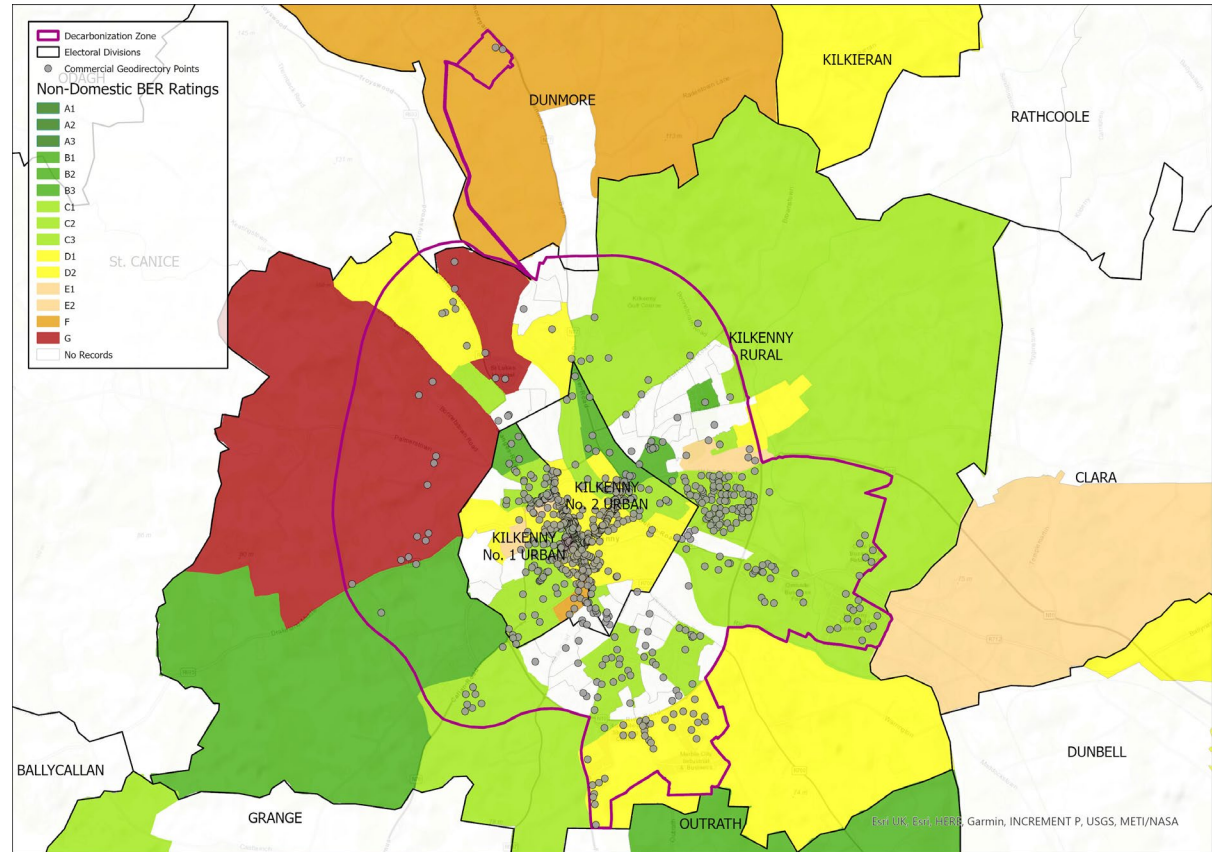 Decarbonization Zone
Electoral Divisions
Commercial Geodirectory Points
ODAGH
Non-Domestic BER Ratings
A1
A2
A3
B1
B2
B3
C1
C2
C3
D1
D2
E1
E2
F
G
No Records
St. CANICE
KILKIERAN
DUNMORE
RATHCOOLE
KILKENNY
RURAL
CLARA
KILKENNY
No. 2 URBAN
KILKENNY
No. 1 URBAN
DUNBELL
BALLYCALLAN
GRANGE
OUTRATH
Esri UK, Esri, HERE, Garmin, INCREMENT P, USGS, METI/NASA